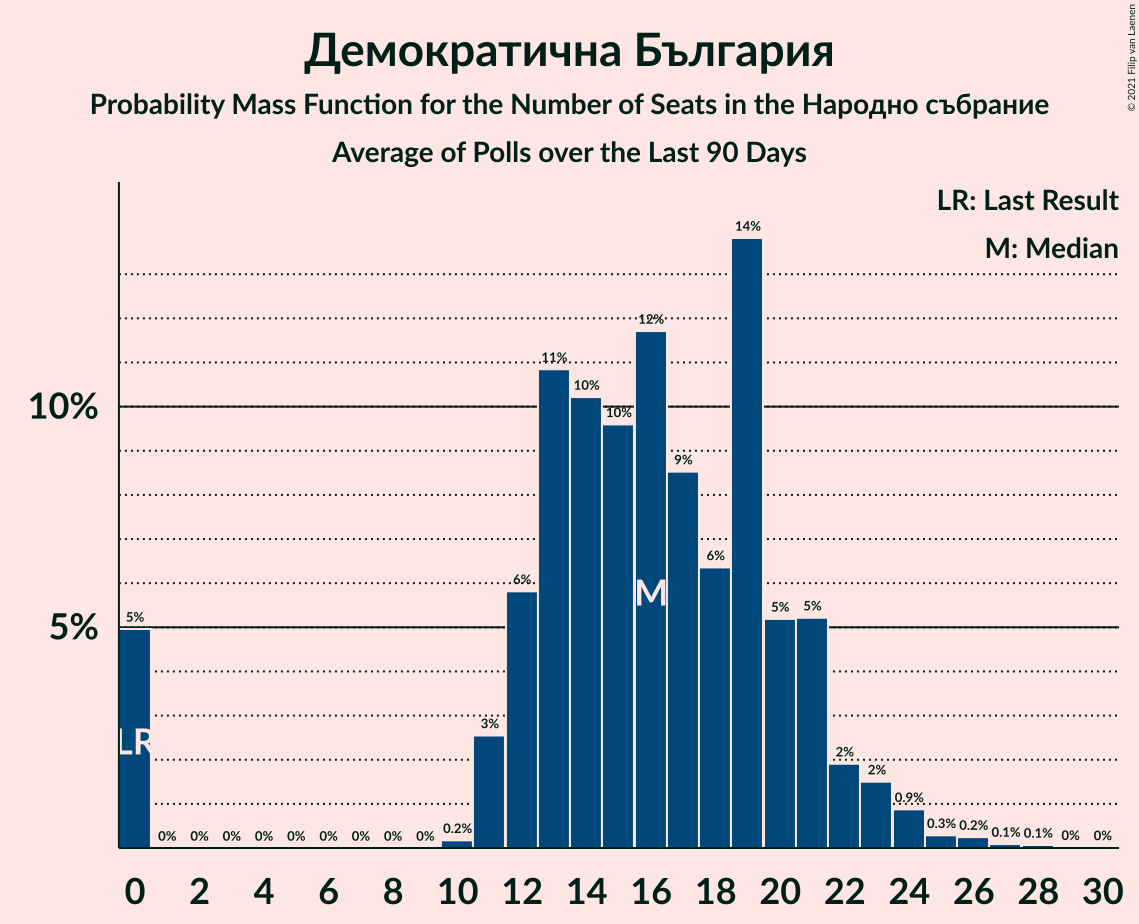 Демократична България
Probability Mass Function for the Number of Seats in the Народно събрание
Average of Polls over the Last 90 Days
© 2021 Filip van Laenen
LR: Last Result
M: Median
14%
12%
11%
10%
10%
10%
9%
6%
6%
M
5%
5%
5%
5%
LR
3%
2%
2%
0.9%
0% 0% 0% 0% 0% 0% 0% 0% 0% 0.2% 0.3% 0.2% 0.1% 0.1% 0% 0%
0 2 4 6 8 10 12 14 16 18 20 22 24 26 28 30